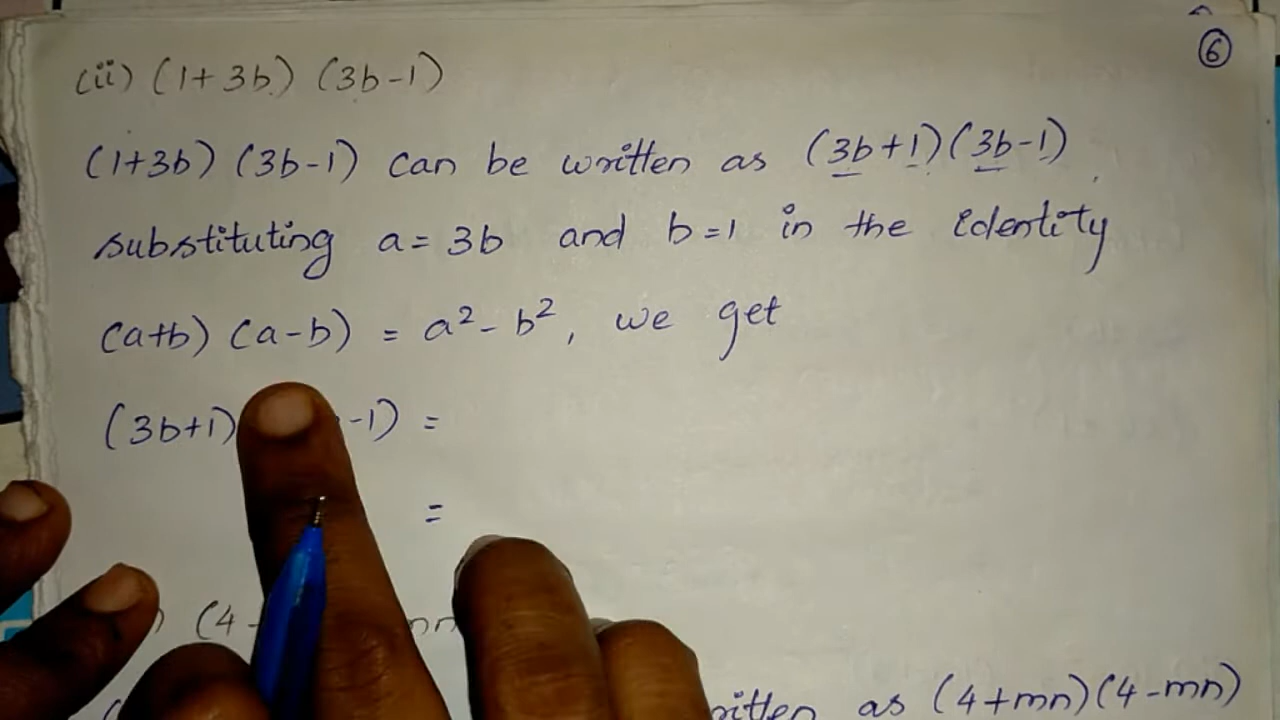 6
(ii) (1+3b) (3b-1)
(1+3b) (3b-1) can be written as (3b+1)(3b-1)
substituting a = 3b and b = 1 in the identity
(a+b) (a-b) = a² - b², we get
(3b+1) -1) =
=
(4 mn
as (4+mn)(4-mn)